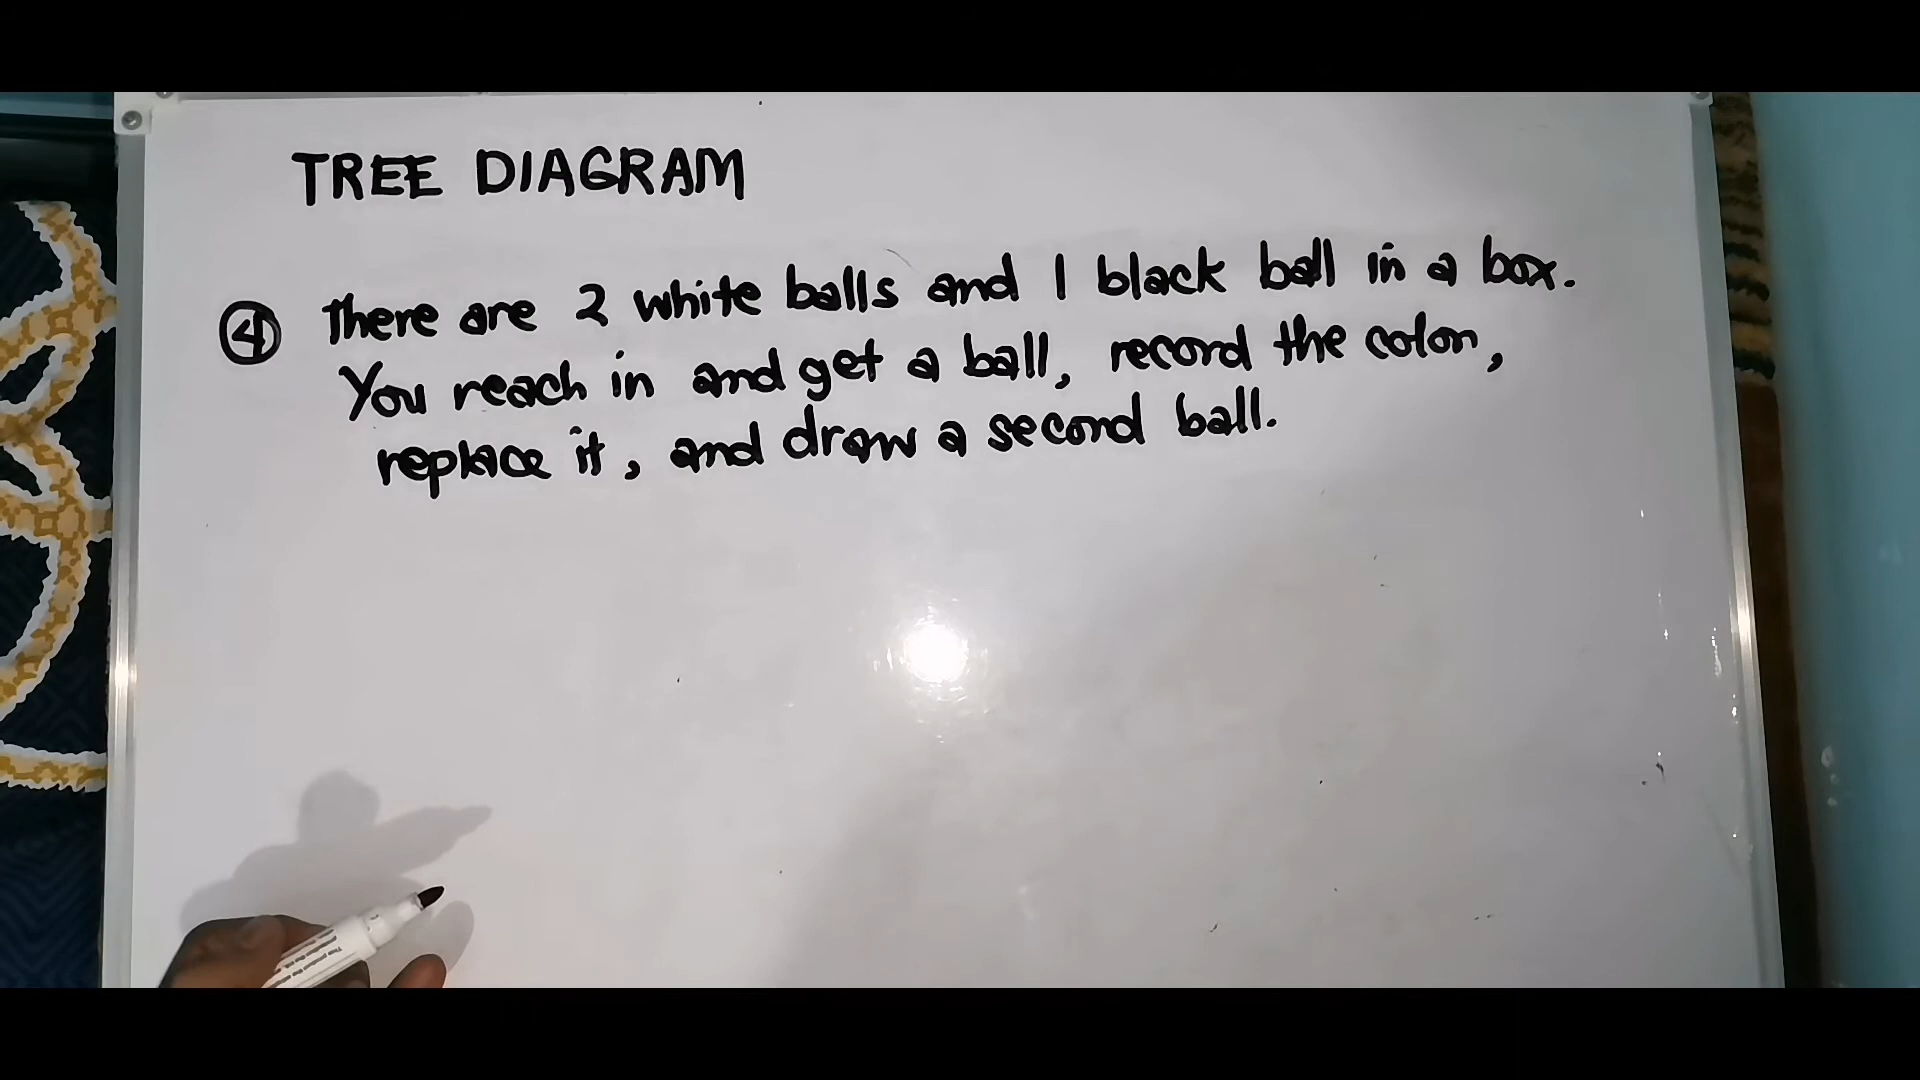 TREE DIAGRAM
④ There are 2 white balls and 1 black ball in a box.
You reach in and get a ball, record the color,
replace it, and draw a second ball.